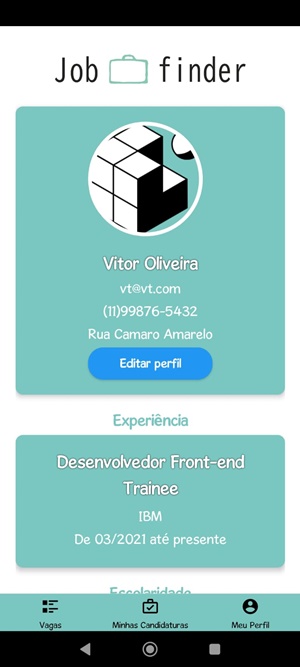 Job finder
Vitor Oliveira
vt@vt.com
(11)99876-5432
Rua Camaro Amarelo
Editar perfil
Experiência
Desenvolvedor Front-end
Trainee
IBM
De 03/2021 até presente
Escolaridade
Vagas
Minhas Candidaturas
Meu Perfil